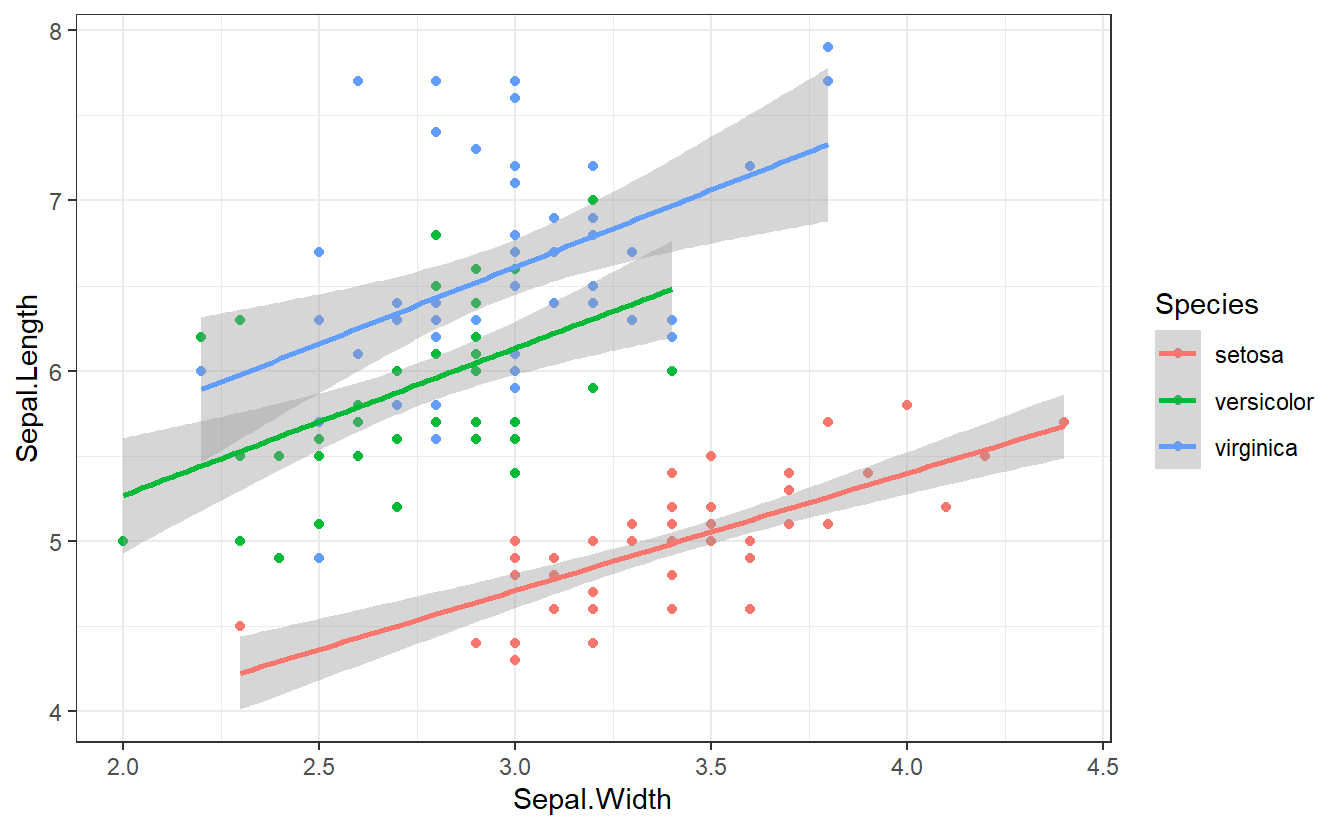 8
7
6
5
4
Sepal.Length
2.0 2.5 3.0 3.5 4.0 4.5
Sepal.Width
Species
setosa
versicolor
virginica